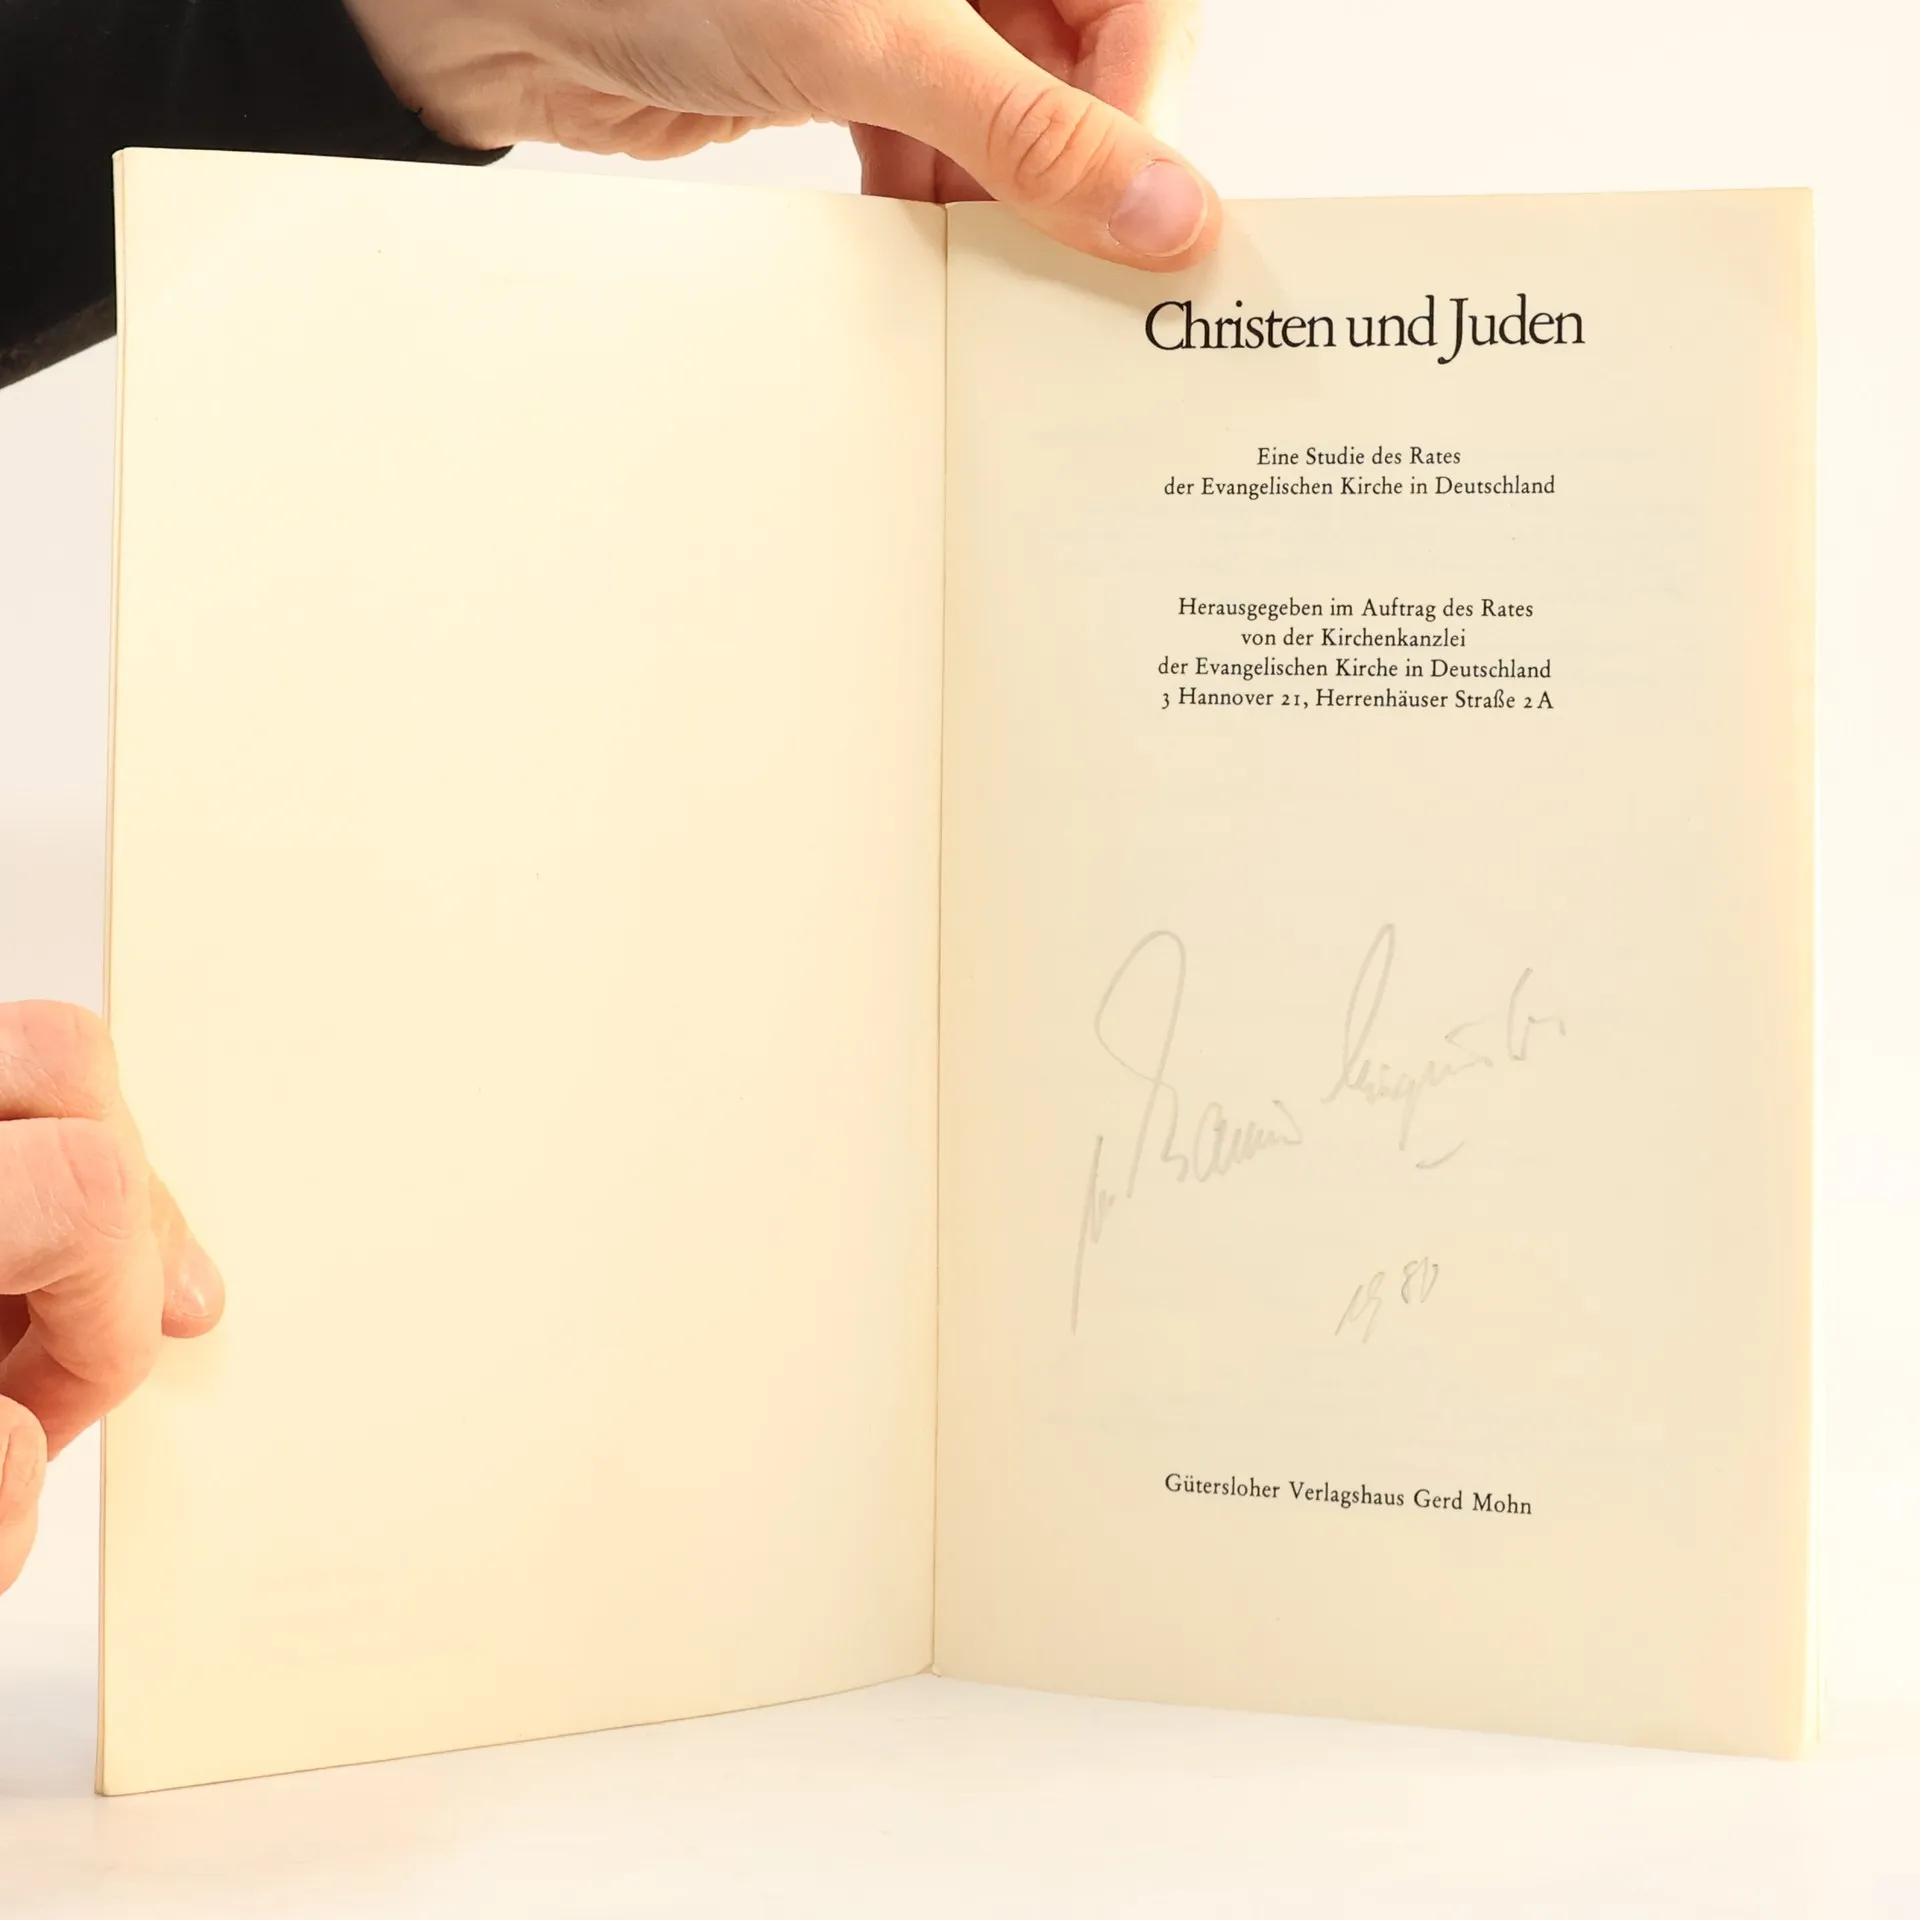 Christen und Juden
Eine Studie des Rates
der Evangelischen Kirche in Deutschland
Herausgegeben im Auftrag des Rates
von der Kirchenkanzlei
der Evangelischen Kirche in Deutschland
3 Hannover 21, Herrenhäuser Straße 2 A
1980
Gütersloher Verlagshaus Gerd Mohn